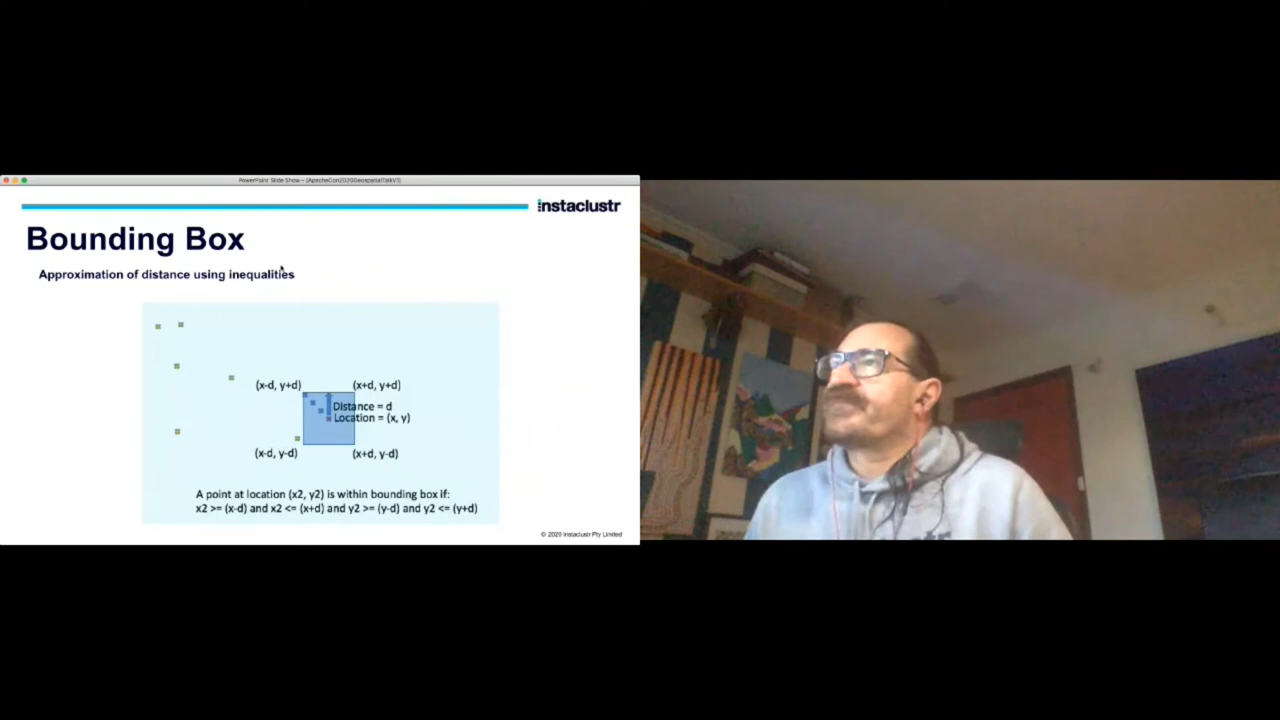 PowerPoint Slide Show - [ApacheCon2020GeospatialTalkV3]
instaclustr
Bounding Box
Approximation of distance using inequalities
(x-d, y+d)
(x+d, y+d)
Distance = d
Location = (x, y)
(x-d, y-d)
(x+d, y-d)
A point at location (x2, y2) is within bounding box if:
x2 >= (x-d) and x2 <= (x+d) and y2 >= (y-d) and y2 <= (y+d)
© 2020 Instaclustr Pty Limited